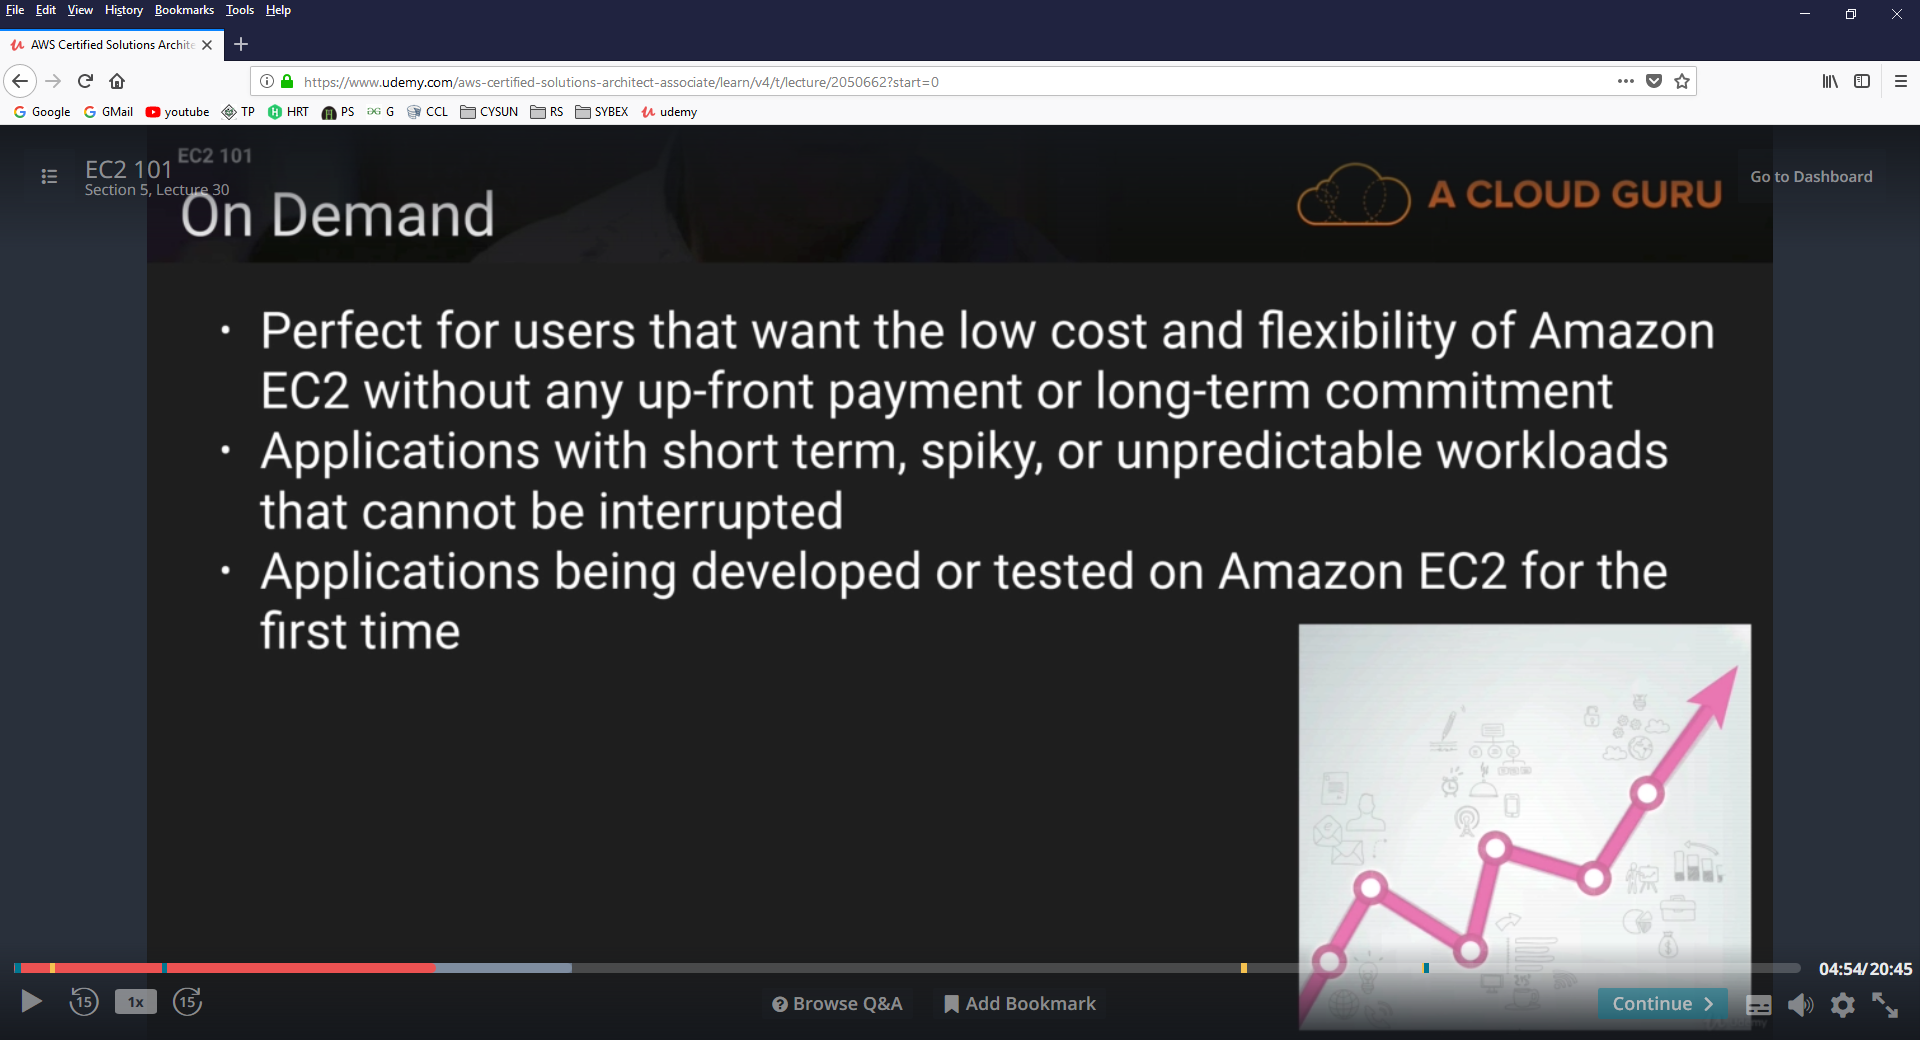 File Edit View History Bookmarks Tools Help
AWS Certified Solutions Archite
https://www.udemy.com/aws-certified-solutions-architect-associate/learn/v4/t/lecture/2050662?start=0
Google GMail youtube TP HRT PS G CCL CYSUN RS SYBEX udemy
EC2 101
EC2 101
Section 5, Lecture 30
On Demand
A CLOUD GURU
Go to Dashboard
• Perfect for users that want the low cost and flexibility of Amazon
EC2 without any up-front payment or long-term commitment
• Applications with short term, spiky, or unpredictable workloads
that cannot be interrupted
• Applications being developed or tested on Amazon EC2 for the
first time
04:54/20:45
15 1x 15
Browse Q&A Add Bookmark
Continue